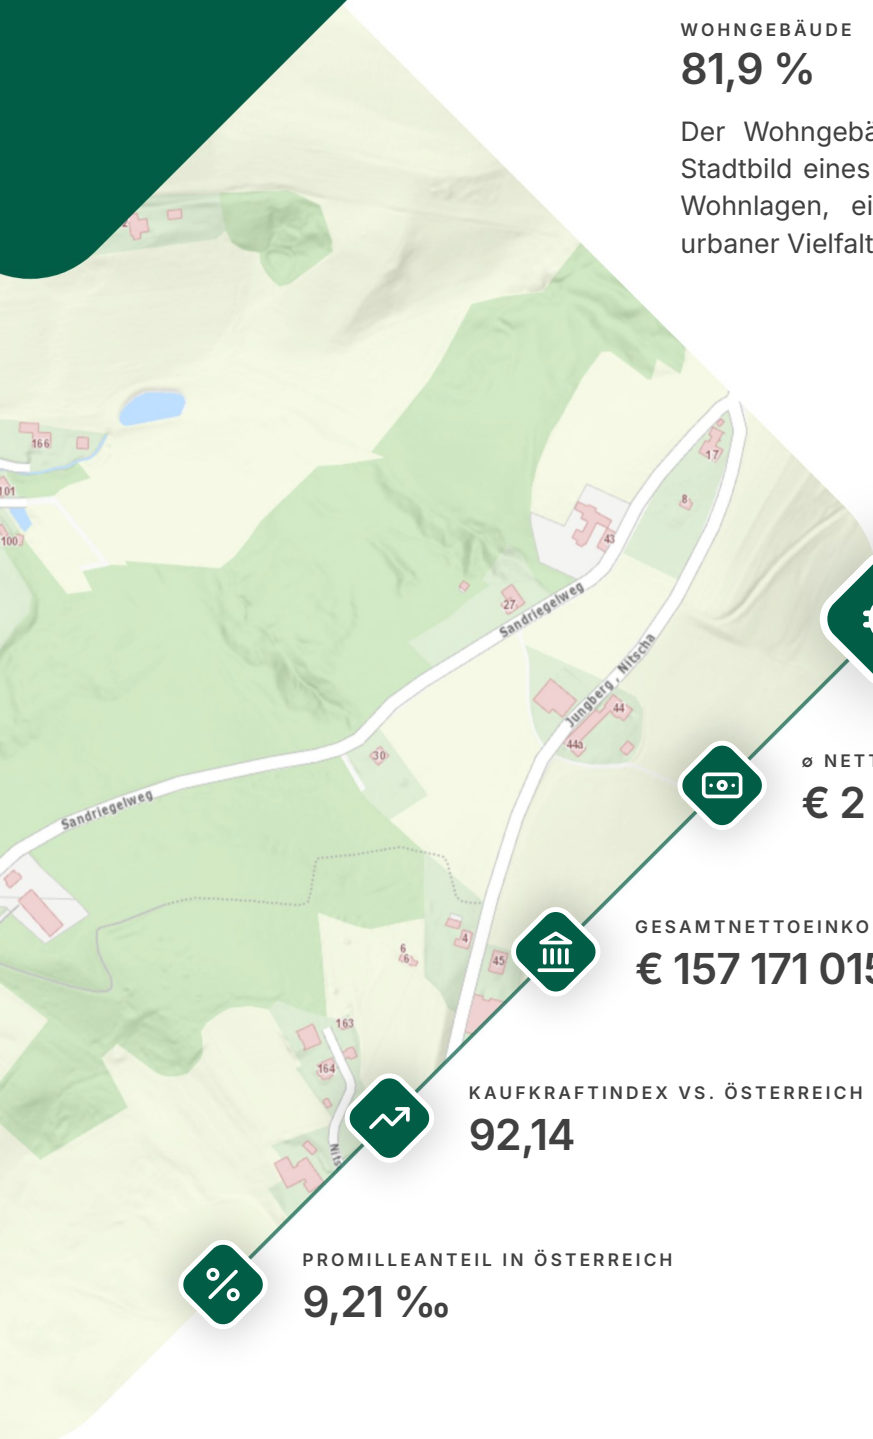 WOHNGEBÄUDE
81,9 %
Der Wohngebä
Stadtbild eines
Wohnlagen, ei
urbaner Vielfalt
166
101
100
17
8
43
27
Sandriegelweg
Jungberg , Nitscha
44
44a
30
Sandriegelweg
ø NETT
€ 2
4
6
6
45
GESAMTNETTOEINKO
€ 157 171 015
163
164
Nits
KAUFKRAFTINDEX VS. ÖSTERREICH
92,14
PROMILLEANTEIL IN ÖSTERREICH
9,21 ‰